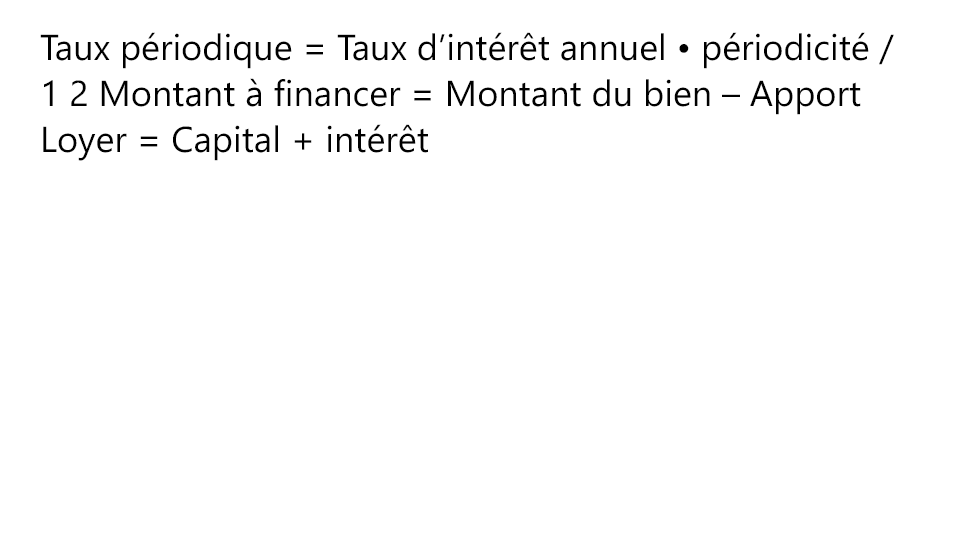 Taux périodique = Taux d’intérêt annuel • périodicité /
1 2 Montant à financer = Montant du bien – Apport
Loyer = Capital + intérêt